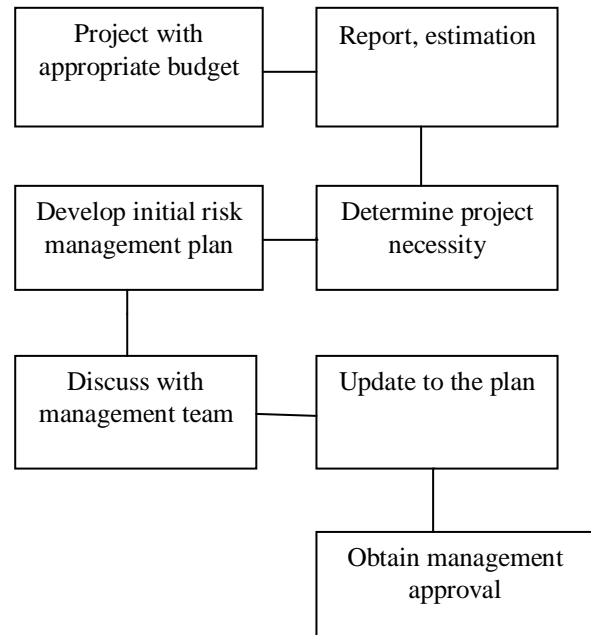 Project with
appropriate budget
Report, estimation
Determine project
necessity
Develop initial risk
management plan
Discuss with
management team
Update to the plan
Obtain management
approval